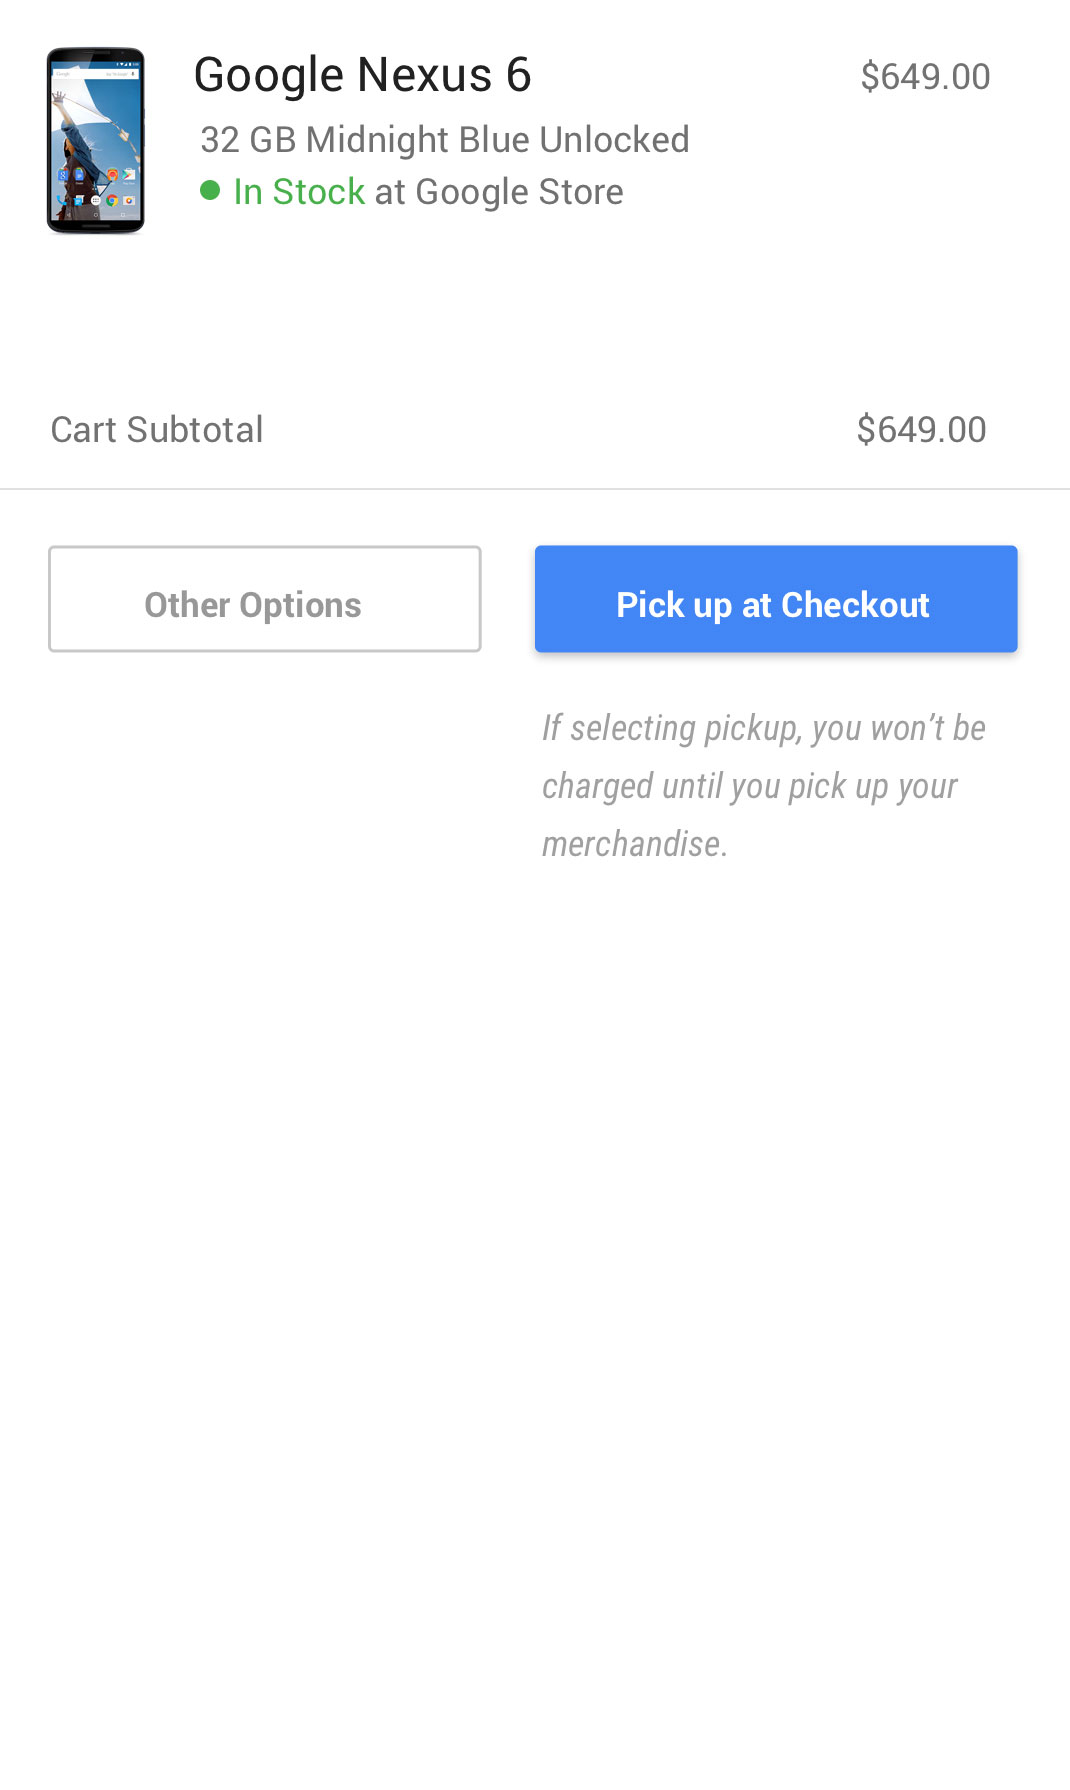 Google Nexus 6 $649.00
32 GB Midnight Blue Unlocked
In Stock at Google Store
Cart Subtotal $649.00
Other Options
Pick up at Checkout
If selecting pickup, you won’t be
charged until you pick up your
merchandise.